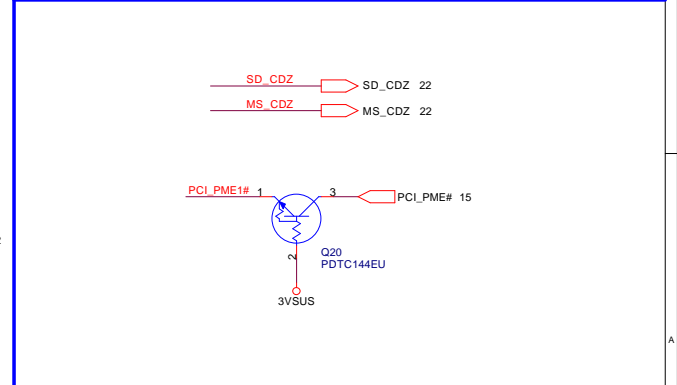 SD_CDZ SD_CDZ 22
MS_CDZ MS_CDZ 22
PCI_PME1# 1 3 PCI_PME# 15
2
Q20
PDTC144EU
3VSUS
A